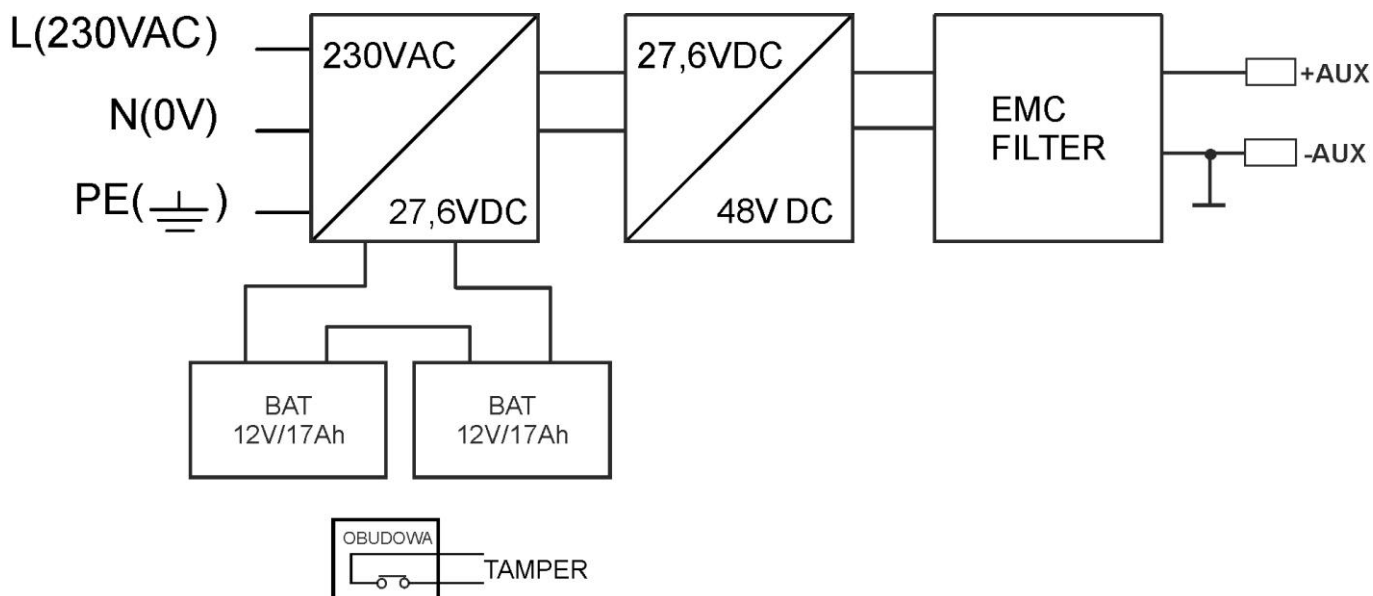 L(230VAC)
N(0V)
PE( )
230VAC
27,6VDC
27,6VDC
48V DC
EMC
FILTER
+AUX
-AUX
BAT
12V/17Ah
BAT
12V/17Ah
OBUDOWA
TAMPER